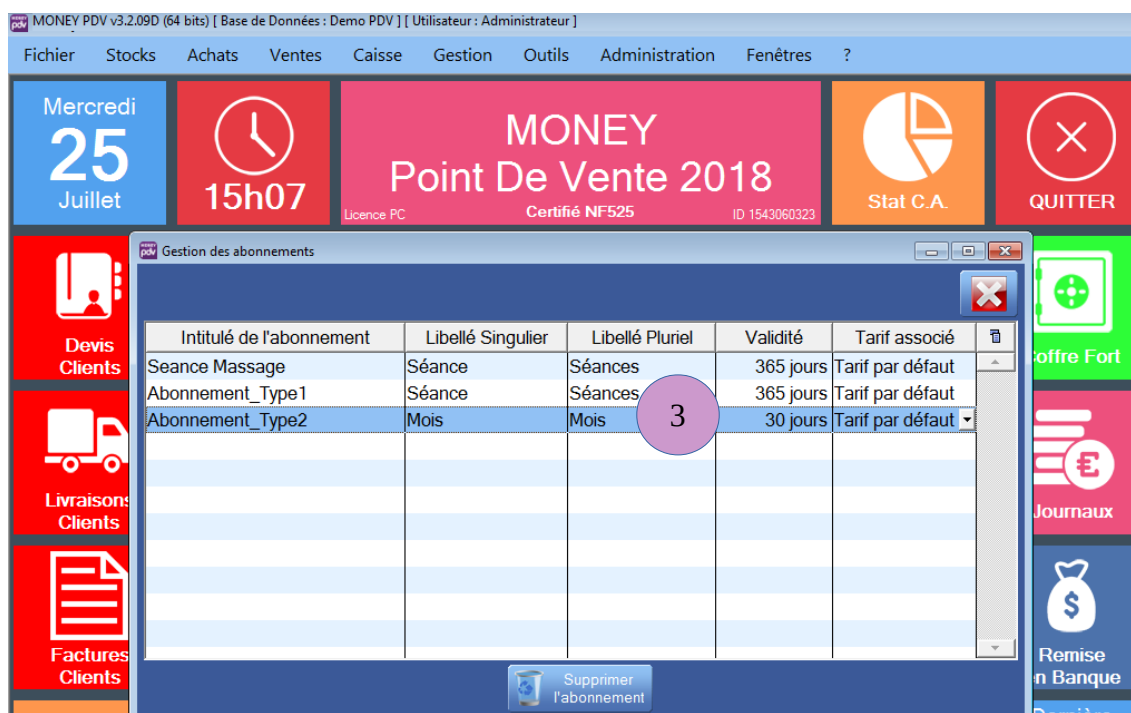 MONEY PDV v3.2.09D (64 bits) [ Base de Données : Demo PDV ] [ Utilisateur : Administrateur ]
Fichier Stocks Achats Ventes Caisse Gestion Outils Administration Fenêtres ?
Mercredi
25
Juillet
15h07
MONEY
Point De Vente 2018
Licence PC Certifié NF525 ID 1543060323
Stat C.A.
QUITTER
Gestion des abonnements
Devis
Clients
Livraisons
Clients
Factures
Clients
Intitulé de l'abonnement Libellé Singulier Libellé Pluriel Validité Tarif associé
Seance Massage Séance Séances 365 jours Tarif par défaut
Abonnement_Type1 Séance Séances 365 jours Tarif par défaut
Abonnement_Type2 Mois Mois 3 30 jours Tarif par défaut
Supprimer
l'abonnement
Coffre Fort
Journaux
Remise
en Banque